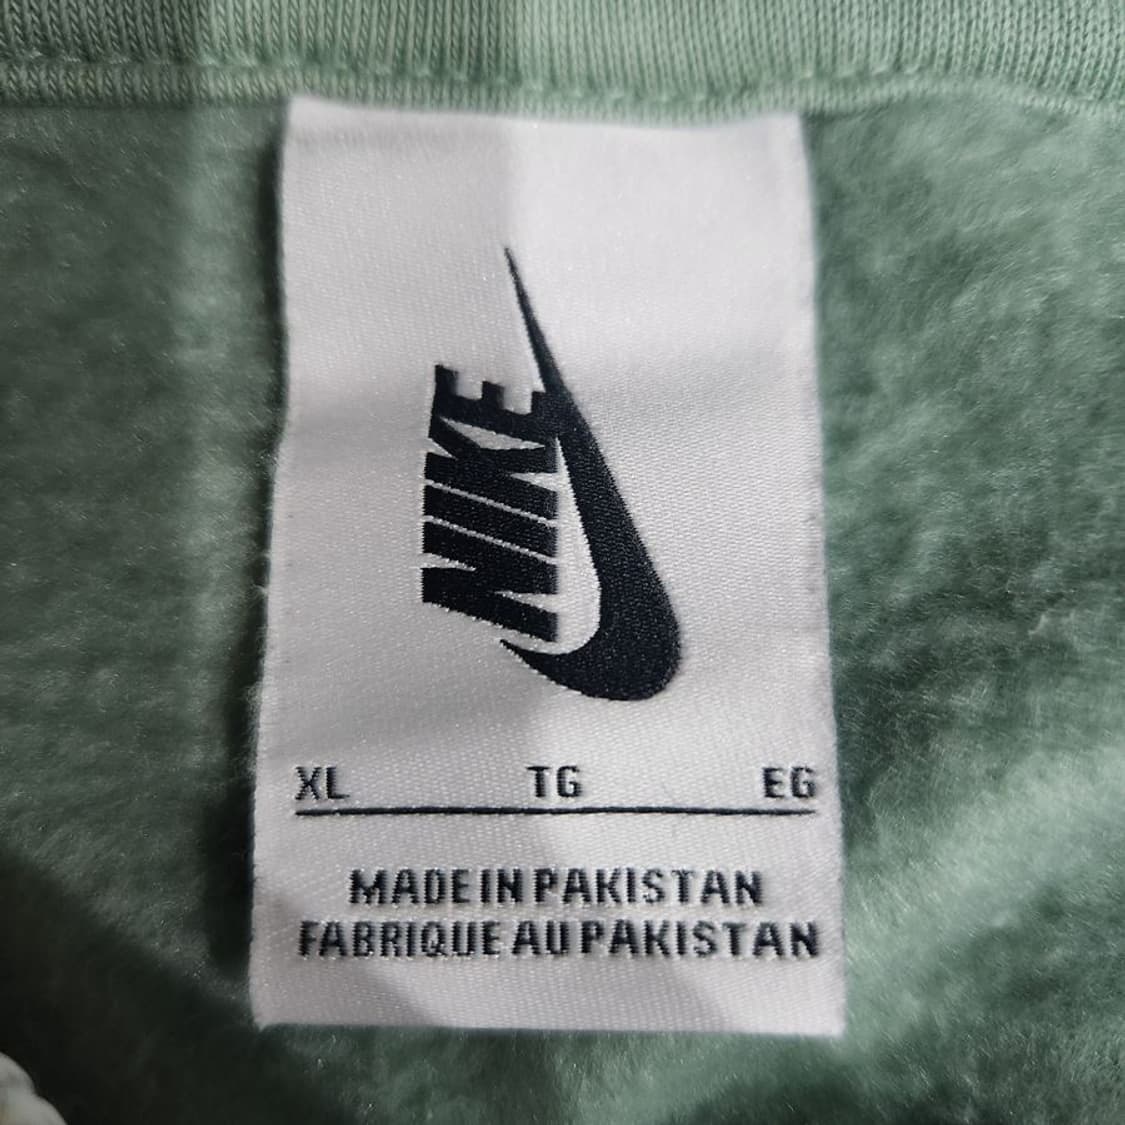 NIKE
XL TG EG
MADE IN PAKISTAN
FABRIQUE AU PAKISTAN